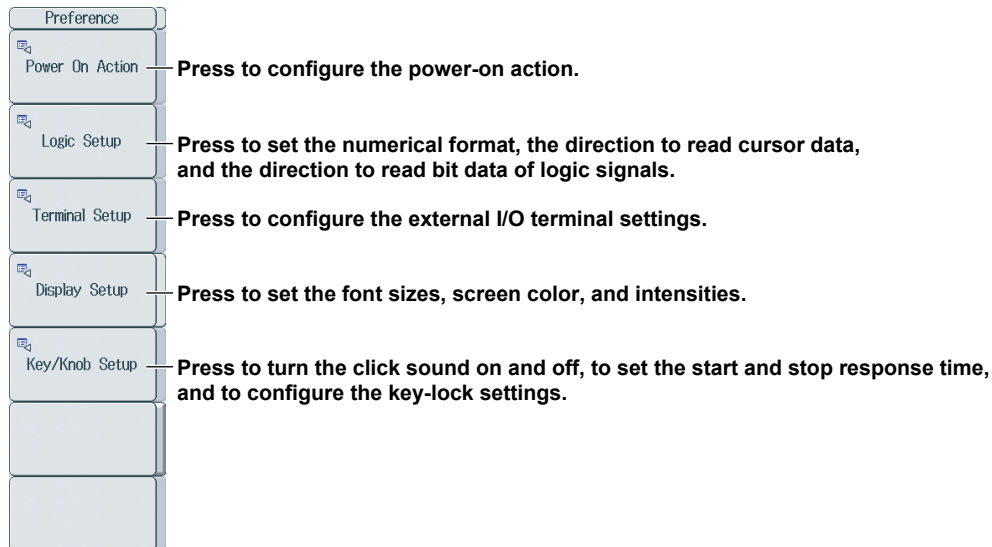 Preference
Power On Action
Press to configure the power-on action.
Logic Setup
Press to set the numerical format, the direction to read cursor data,
and the direction to read bit data of logic signals.
Terminal Setup
Press to configure the external I/O terminal settings.
Display Setup
Press to set the font sizes, screen color, and intensities.
Key/Knob Setup
Press to turn the click sound on and off, to set the start and stop response time,
and to configure the key-lock settings.